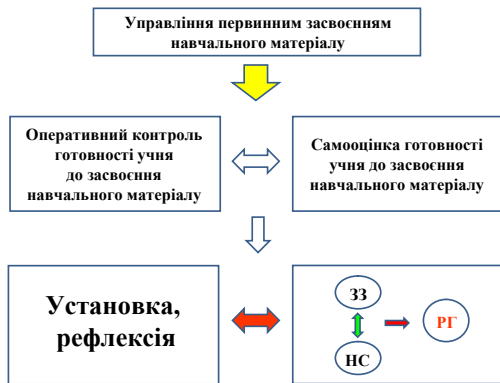 Управління первинним засвоєнням
навчального матеріалу
Оперативний контроль
готовності учня
до засвоєння
навчального матеріалу
Самооцінка готовності
учня до засвоєння
навчального матеріалу
Установка,
рефлексія
ЗЗ
РГ
НС